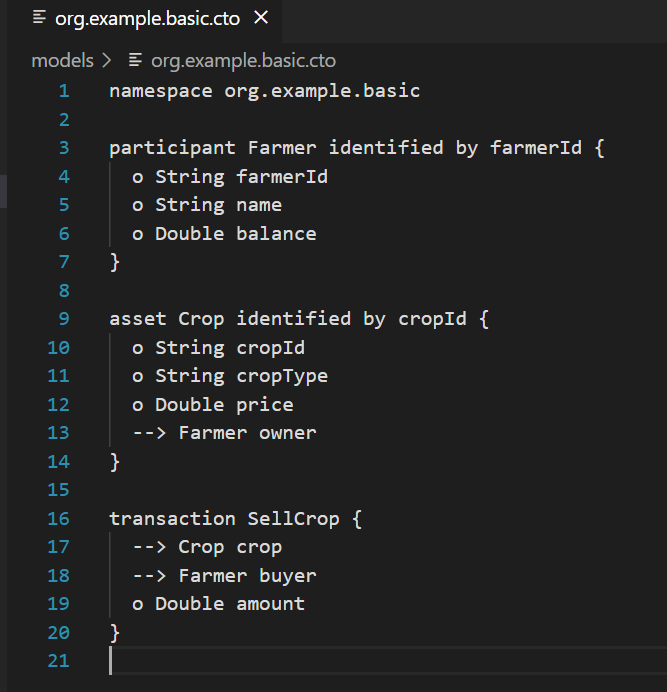 org.example.basic.cto
models > org.example.basic.cto
1 namespace org.example.basic
2
3 participant Farmer identified by farmerId {
4 o String farmerId
5 o String name
6 o Double balance
7 }
8
9 asset Crop identified by cropId {
10 o String cropId
11 o String cropType
12 o Double price
13 --> Farmer owner
14 }
15
16 transaction SellCrop {
17 --> Crop crop
18 --> Farmer buyer
19 o Double amount
20 }
21